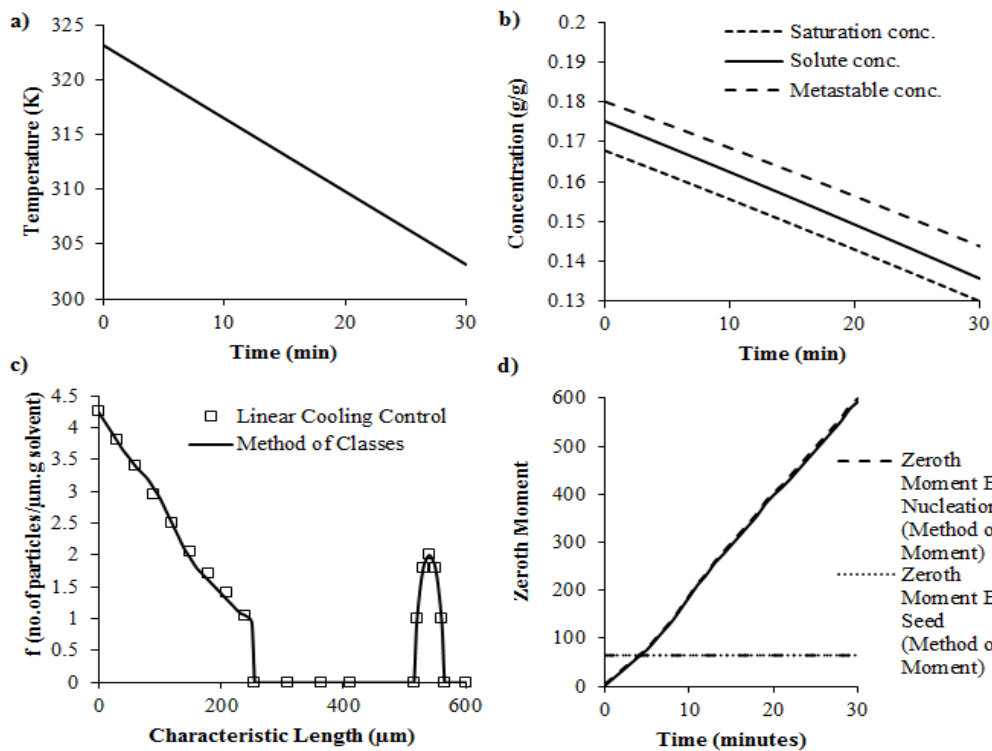 a)
325
320
315
310
305
300
Temperature (K)
0 10 20 30
Time (min)
b)
0.2
0.19
0.18
0.17
0.16
0.15
0.14
0.13
Concentration (g/g)
Saturation conc.
Solute conc.
Metastable conc.
0 10 20 30
Time (min)
c)
4.5
4
3.5
3
2.5
2
1.5
1
0.5
0
f (no.of particles/µm.g solvent)
Linear Cooling Control
Method of Classes
0 200 400 600
Characteristic Length (µm)
d)
600
500
400
300
200
100
0
Zeroth Moment
Zeroth
Moment
Nucleation
(Method
Moment)
Zeroth
Moment
Seed
(Method
Moment)
0 10 20 30
Time (minutes)